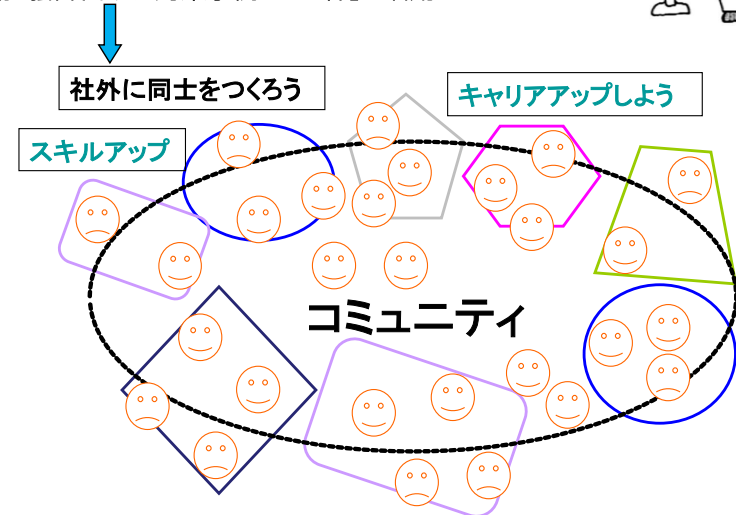 社外に同士をつくろう
キャリアアップしよう
スキルアップ
コミュニティ